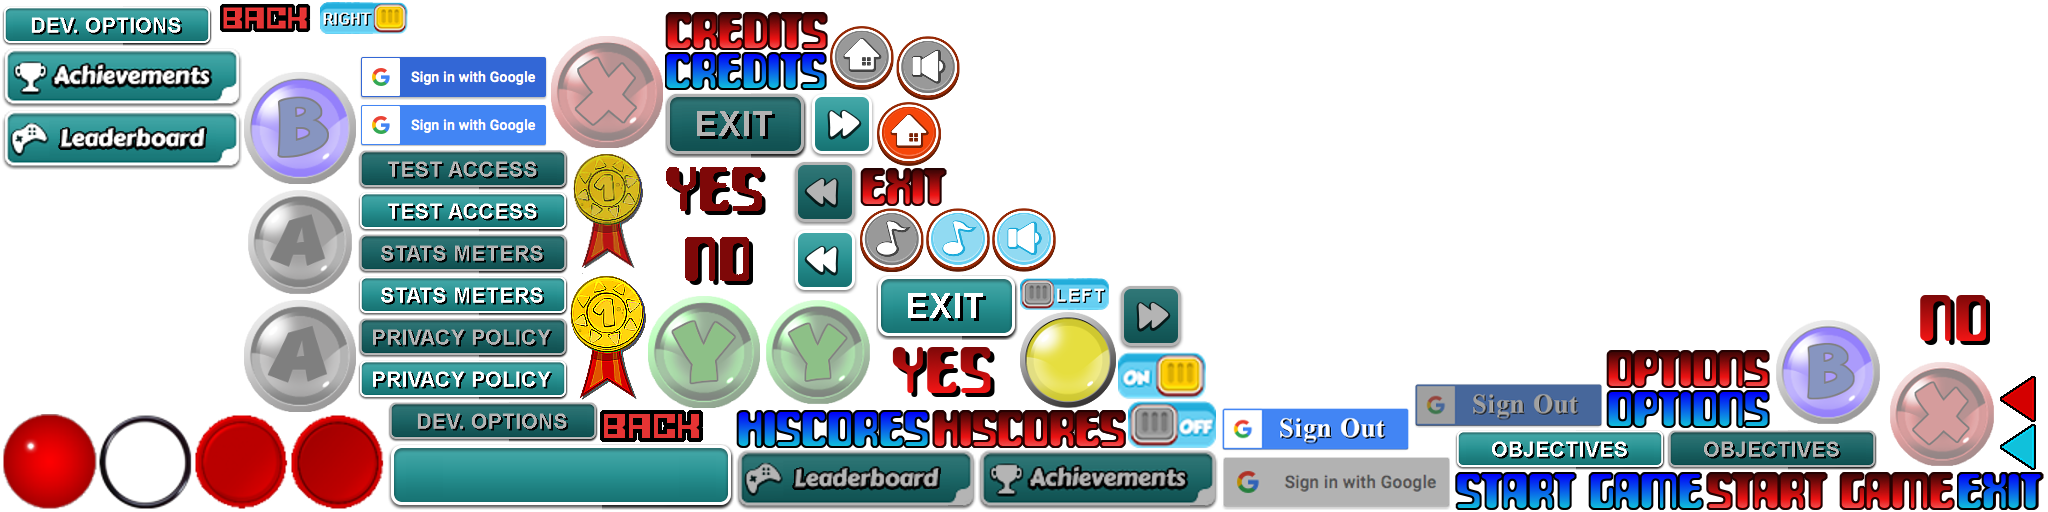 DEV. OPTIONS
BACK
RIGHT
Achievements
Leaderboard
B
A
A
G Sign in with Google
G Sign in with Google
TEST ACCESS
TEST ACCESS
STATS METERS
STATS METERS
PRIVACY POLICY
PRIVACY POLICY
X
1
1
CREDITS
CREDITS
EXIT
YES
NO
Y
Y
EXIT
EXIT
LEFT
YES
ON
DEV. OPTIONS
BACK
HISCORES
HISCORES
OFF
Leaderboard
Achievements
G Sign Out
G Sign in with Google
G Sign Out
OPTIONS
OPTIONS
B
NO
X
OBJECTIVES
OBJECTIVES
START GAME
START GAME
EXIT